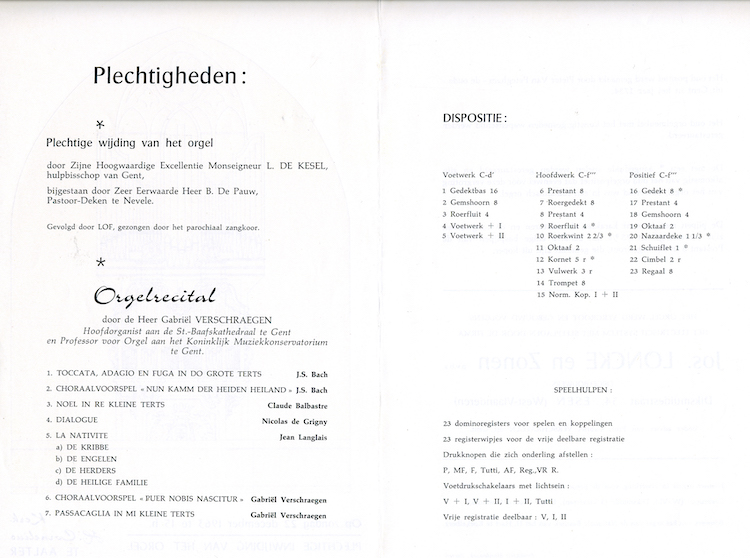 Plechtigheden:
*
Plechtige wijding van het orgel
door Zijne Hoogwaardige Excellentie Monseigneur L. DE KESEL,
hulpbisschop van Gent,
bijgestaan door Zeer Eerwaarde Heer B. De Pauw,
Pastoor-Deken te Nevele.
Gevolgd door LOF, gezongen door het parochiaal zangkoor.
*
Orgelrecital
door de Heer Gabriël VERSCHRAEGEN
Hoofdorganist aan de St.-Baafskathedraal te Gent
en Professor voor Orgel aan het Koninklijk Muziekkonservatorium
te Gent.
1. TOCCATA, ADAGIO EN FUGA IN DO GROTE TERTS J.S. Bach
2. CHORAALVOORSPEL « NUN KAMM DER HEIDEN HEILAND » J.S. Bach
3. NOEL IN RE KLEINE TERTS Claude Balbastre
4. DIALOGUE Nicolas de Grigny
5. LA NATIVITE Jean Langlais
a) DE KRIBBE
b) DE ENGELEN
c) DE HERDERS
d) DE HEILIGE FAMILIE
6. CHORAALVOORSPEL « PUER NOBIS NASCITUR » Gabriël Verschraegen
7. PASSACAGLIA IN MI KLEINE TERTS Gabriël Verschraegen
DISPOSITIE:
Voetwerk C-d'
1 Gedektbas 16
2 Gemshoorn 8
3 Roerfluit 4
4 Voetwerk + I
5 Voetwerk + II
Hoofdwerk C-f'''
6 Prestant 8
7 Roergedekt 8
8 Prestant 4
9 Roerfluit 4 *
10 Roerkwint 2 2/3 *
11 Oktaaf 2
12 Kornet 5 r *
13 Vulwerk 3 r
14 Trompet 8
15 Norm. Kop. I + II
Positief C-f'''
16 Gedekt 8 *
17 Prestant 4
18 Gemshoorn 4
19 Oktaaf 2
20 Nazaardeke 1 1/3 *
21 Schuiflet 1 *
22 Cimbel 2 r
23 Regaal 8
SPEELHULPEN :
23 dominoregisters voor spelen en koppelingen
23 registerwipjes voor de vrije deelbare registratie
Drukknopen die zich onderling afstellen :
P, MF, F, Tutti, AF, Reg., VR R.
Voetdrukschakelaars met lichtsein :
V + I, V + II, I + II, Tutti
Vrije registratie deelbaar : V, I, II